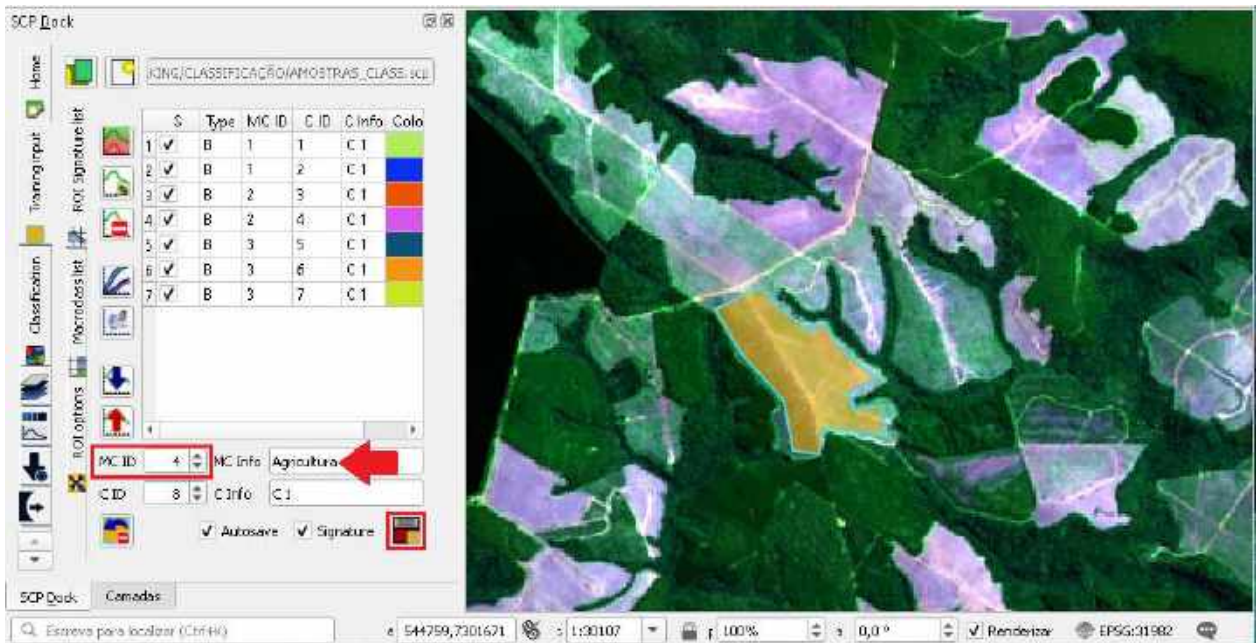 SCP Dock
Home
Training input
Classification
ROI Signature list
Macroclass list
ROI options
KING/CLASSIFICAÇÃO/AMOSTRAS_CLASS.scp
S Type MC ID C ID C Info Colo
1 B 1 1 C 1
2 B 1 2 C 1
3 B 2 3 C 1
4 B 2 4 C 1
5 B 3 5 C 1
6 B 3 6 C 1
7 B 3 7 C 1
MC ID 4 MC Info Agricultura
C ID 8 C Info C 1
Autosave Signature
SCP Dock Camadas
Escreva para localizar (Ctrl+K) 544759,7301671 1:30107 100% 0,0 ° Renderizar EPSG:31982